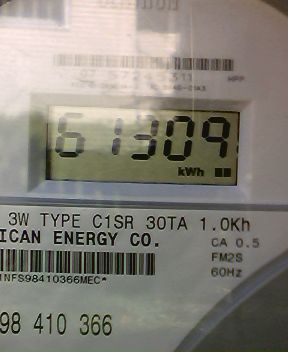 61309
kWh
3W TYPE C1SR 30TA 1.0Kh
ICAN ENERGY CO.
CA 0.5
FM2S
60Hz
1NFS98410366MEC*
98 410 366